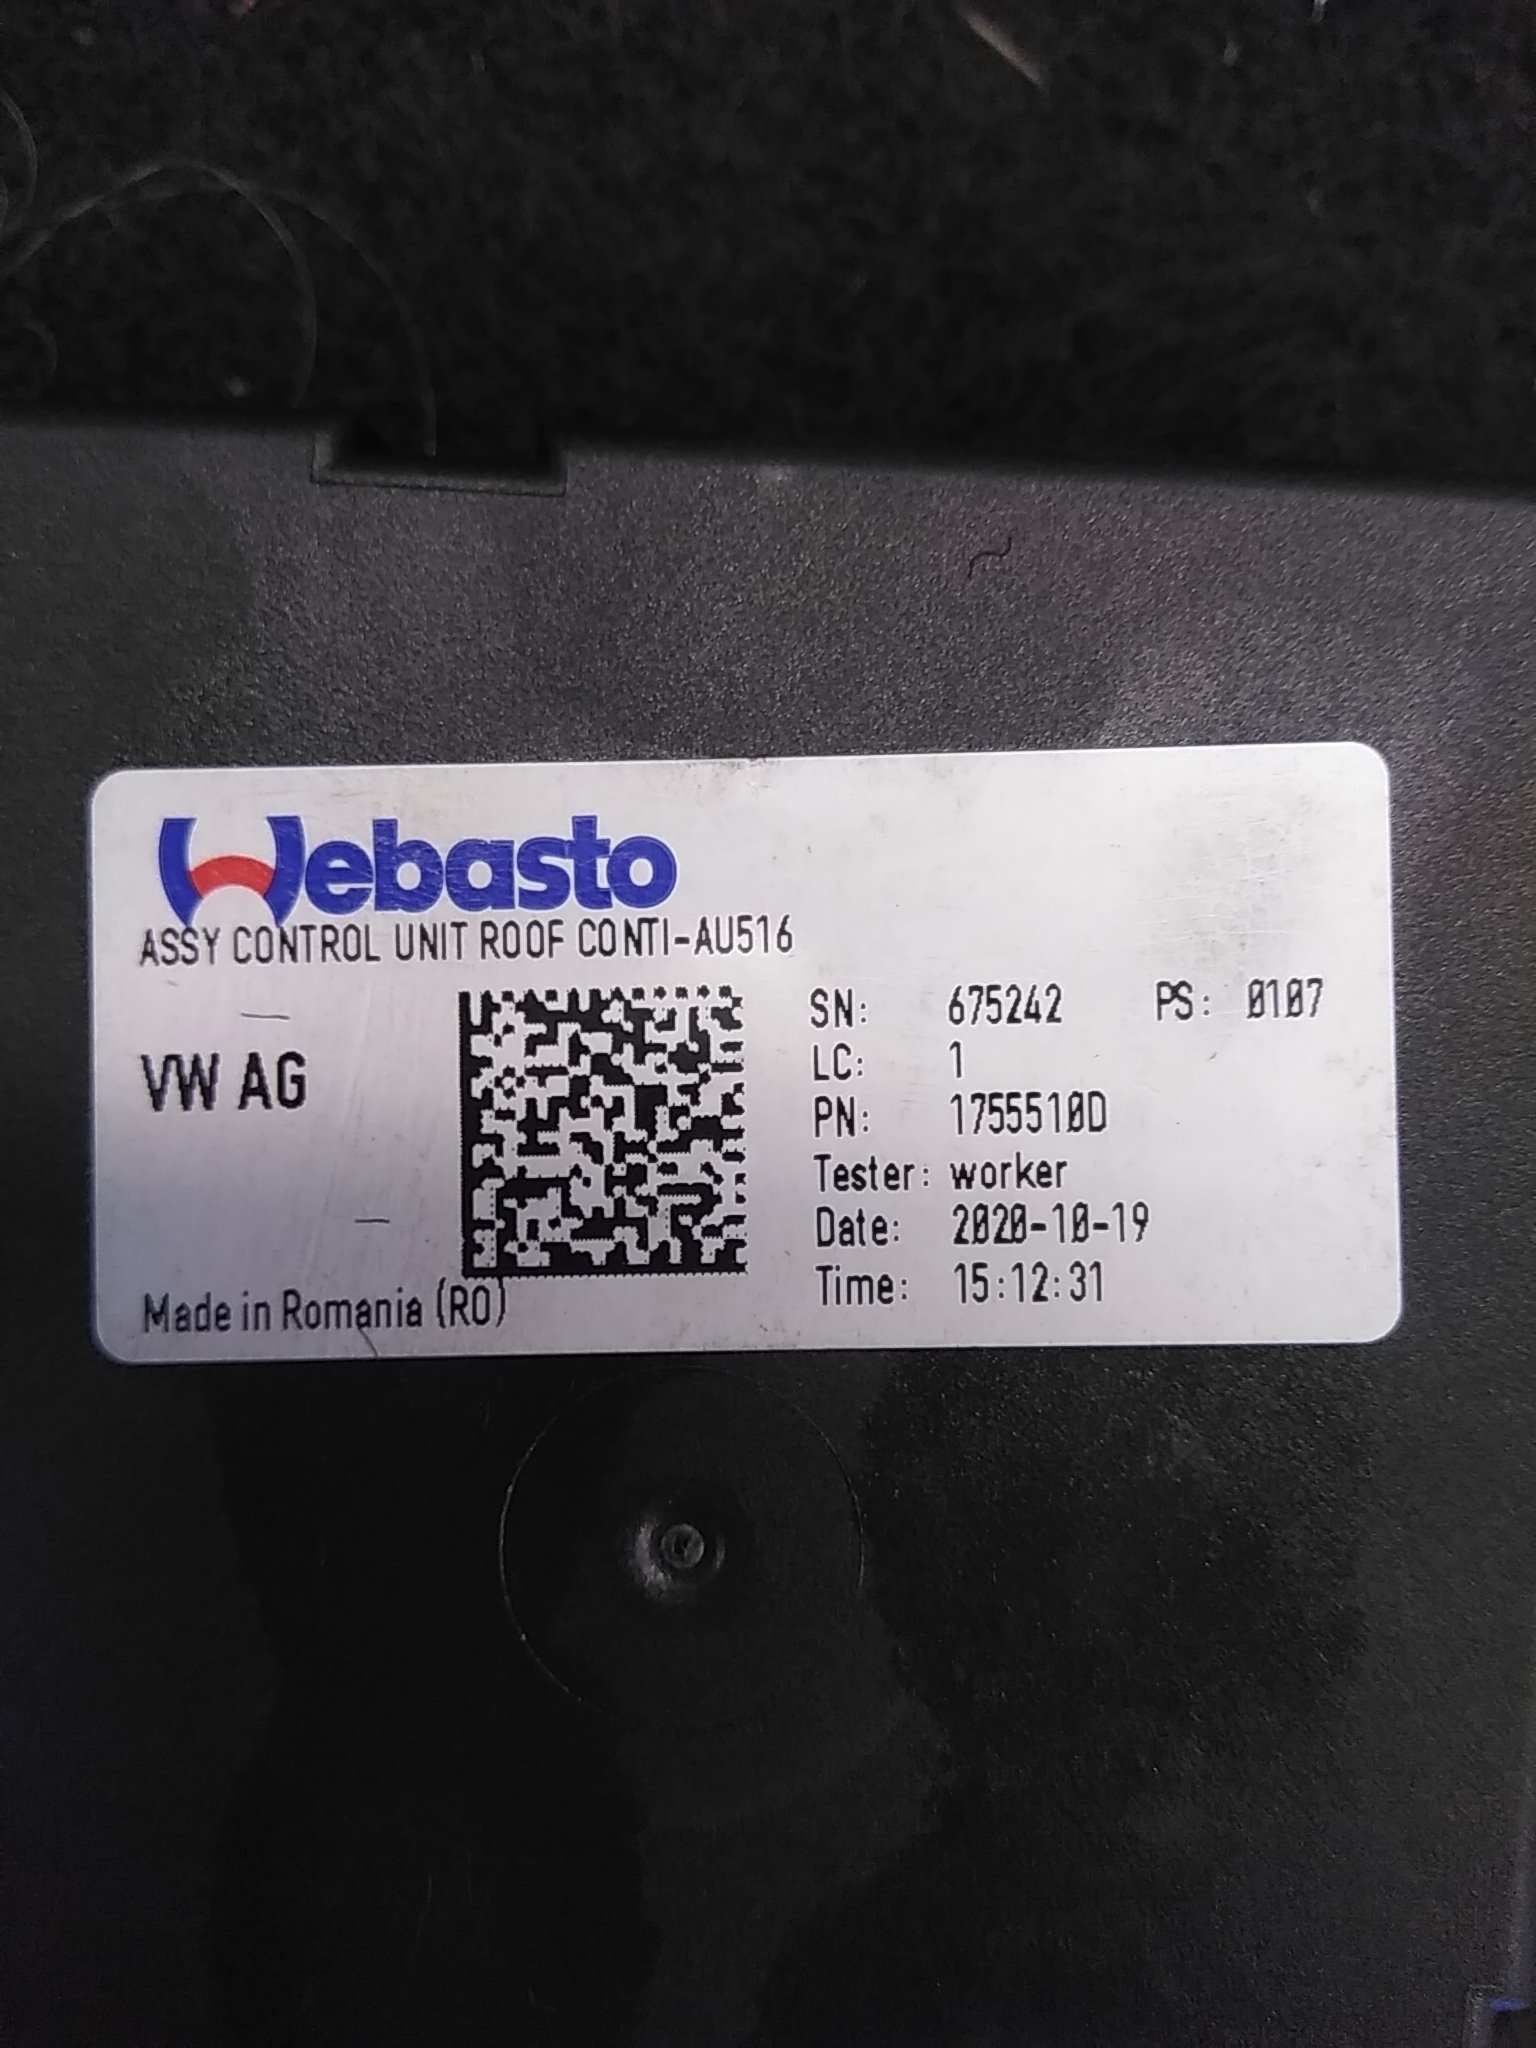 Webasto
ASSY CONTROL UNIT ROOF CONTI-AU516
VW AG
Made in Romania (RO)
SN: 675242 PS: 0107
LC: 1
PN: 1755510D
Tester: worker
Date: 2020-10-19
Time: 15:12:31